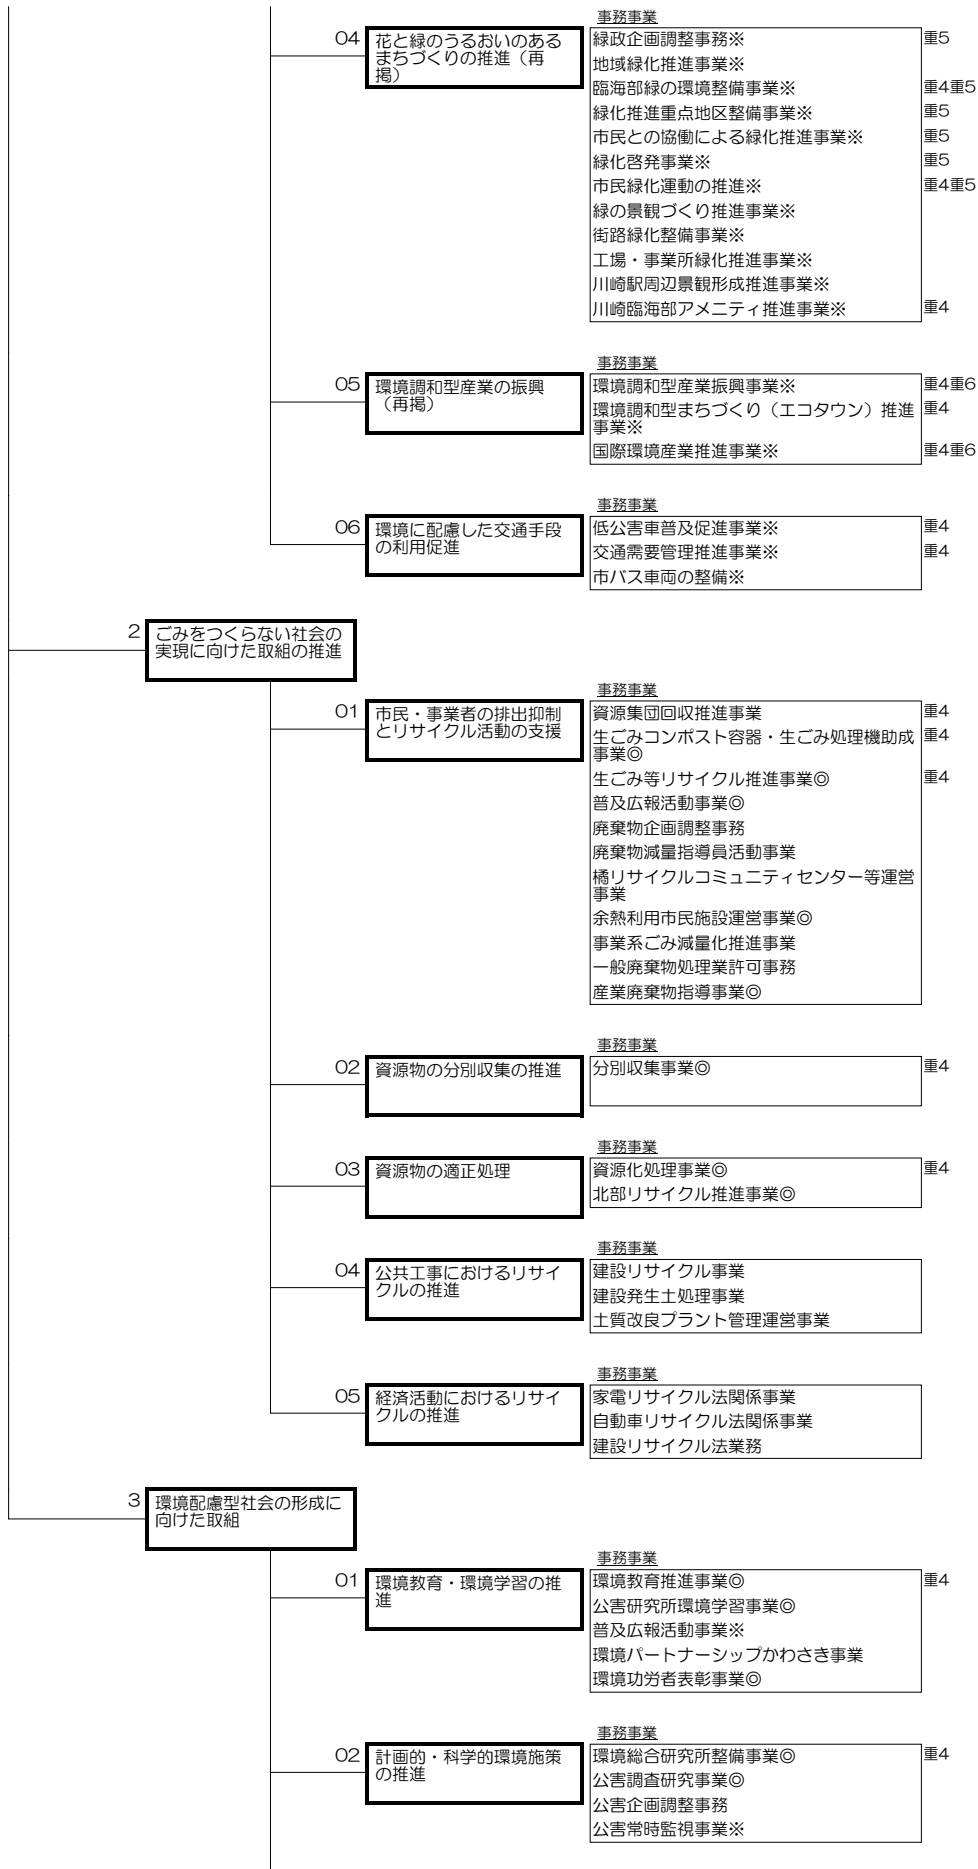 事務事業
04 花と緑のうるおいのある
まちづくりの推進（再
掲）
緑政企画調整事務※ 重5
地域緑化推進事業※
臨海部緑の環境整備事業※ 重4重5
緑化推進重点地区整備事業※ 重5
市民との協働による緑化推進事業※ 重5
緑化啓発事業※ 重5
市民緑化運動の推進※ 重4重5
緑の景観づくり推進事業※
街路緑化整備事業※
工場・事業所緑化推進事業※
川崎駅周辺景観形成推進事業※
川崎臨海部アメニティ推進事業※ 重4
事務事業
05 環境調和型産業の振興
（再掲）
環境調和型産業振興事業※ 重4重6
環境調和型まちづくり（エコタウン）推進 重4
事業※
国際環境産業推進事業※ 重4重6
事務事業
06 環境に配慮した交通手段
の利用促進
低公害車普及促進事業※ 重4
交通需要管理推進事業※ 重4
市バス車両の整備※
2 ごみをつくらない社会の
実現に向けた取組の推進
事務事業
01 市民・事業者の排出抑制
とリサイクル活動の支援
資源集団回収推進事業 重4
生ごみコンポスト容器・生ごみ処理機助成 重4
事業◎
生ごみ等リサイクル推進事業◎ 重4
普及広報活動事業◎
廃棄物企画調整事務
廃棄物減量指導員活動事業
橘リサイクルコミュニティセンター等運営
事業
余熱利用市民施設運営事業◎
事業系ごみ減量化推進事業
一般廃棄物処理業許可事務
産業廃棄物指導事業◎
事務事業
02 資源物の分別収集の推進
分別収集事業◎ 重4
事務事業
03 資源物の適正処理
資源化処理事業◎ 重4
北部リサイクル推進事業◎
事務事業
04 公共工事におけるリサイ
クルの推進
建設リサイクル事業
建設発生土処理事業
土質改良プラント管理運営事業
事務事業
05 経済活動におけるリサイ
クルの推進
家電リサイクル法関係事業
自動車リサイクル法関係事業
建設リサイクル法業務
3 環境配慮型社会の形成に
向けた取組
事務事業
01 環境教育・環境学習の推
進
環境教育推進事業◎ 重4
公害研究所環境学習事業◎
普及広報活動事業※
環境パートナーシップかわさき事業
環境功労者表彰事業◎
事務事業
02 計画的・科学的環境施策
の推進
環境総合研究所整備事業◎ 重4
公害調査研究事業◎
公害企画調整事務
公害常時監視事業※